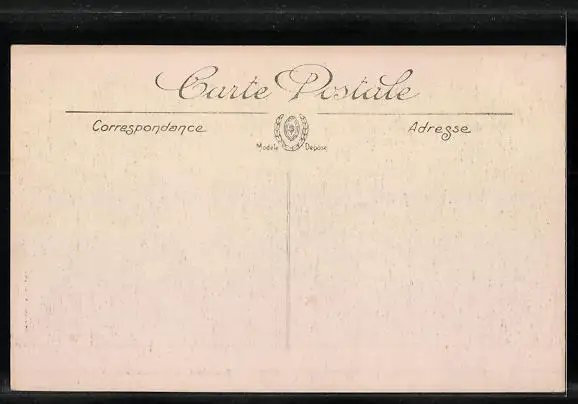 Carte Postale
Correspondance
Adresse
Modèle Déposé